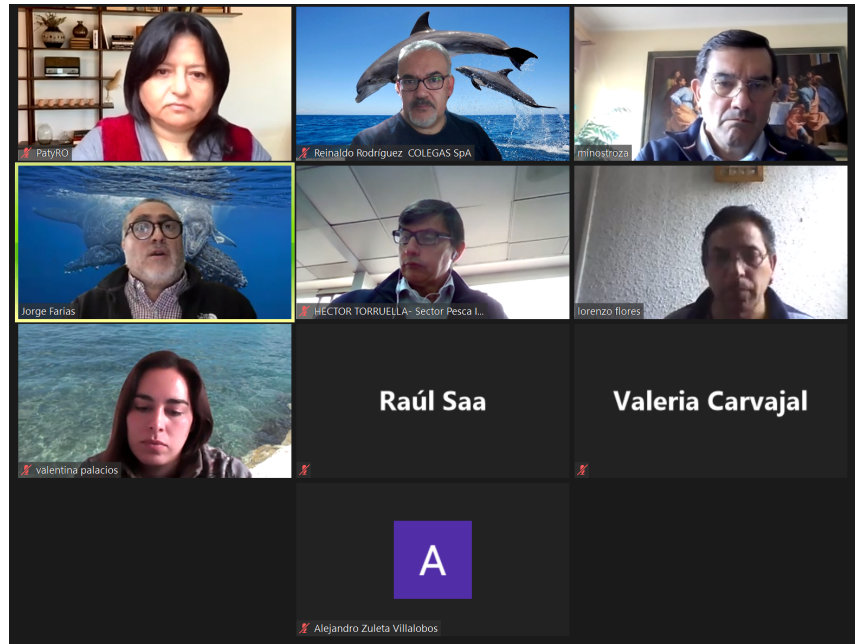 PatyRO
Reinaldo Rodríguez COLEGAS SpA
minostroza
Jorge Farias
HECTOR TORRUELLA- Sector Pesca I...
lorenzo flores
valentina palacios
Raúl Saa
Valeria Carvajal
A
Alejandro Zuleta Villalobos